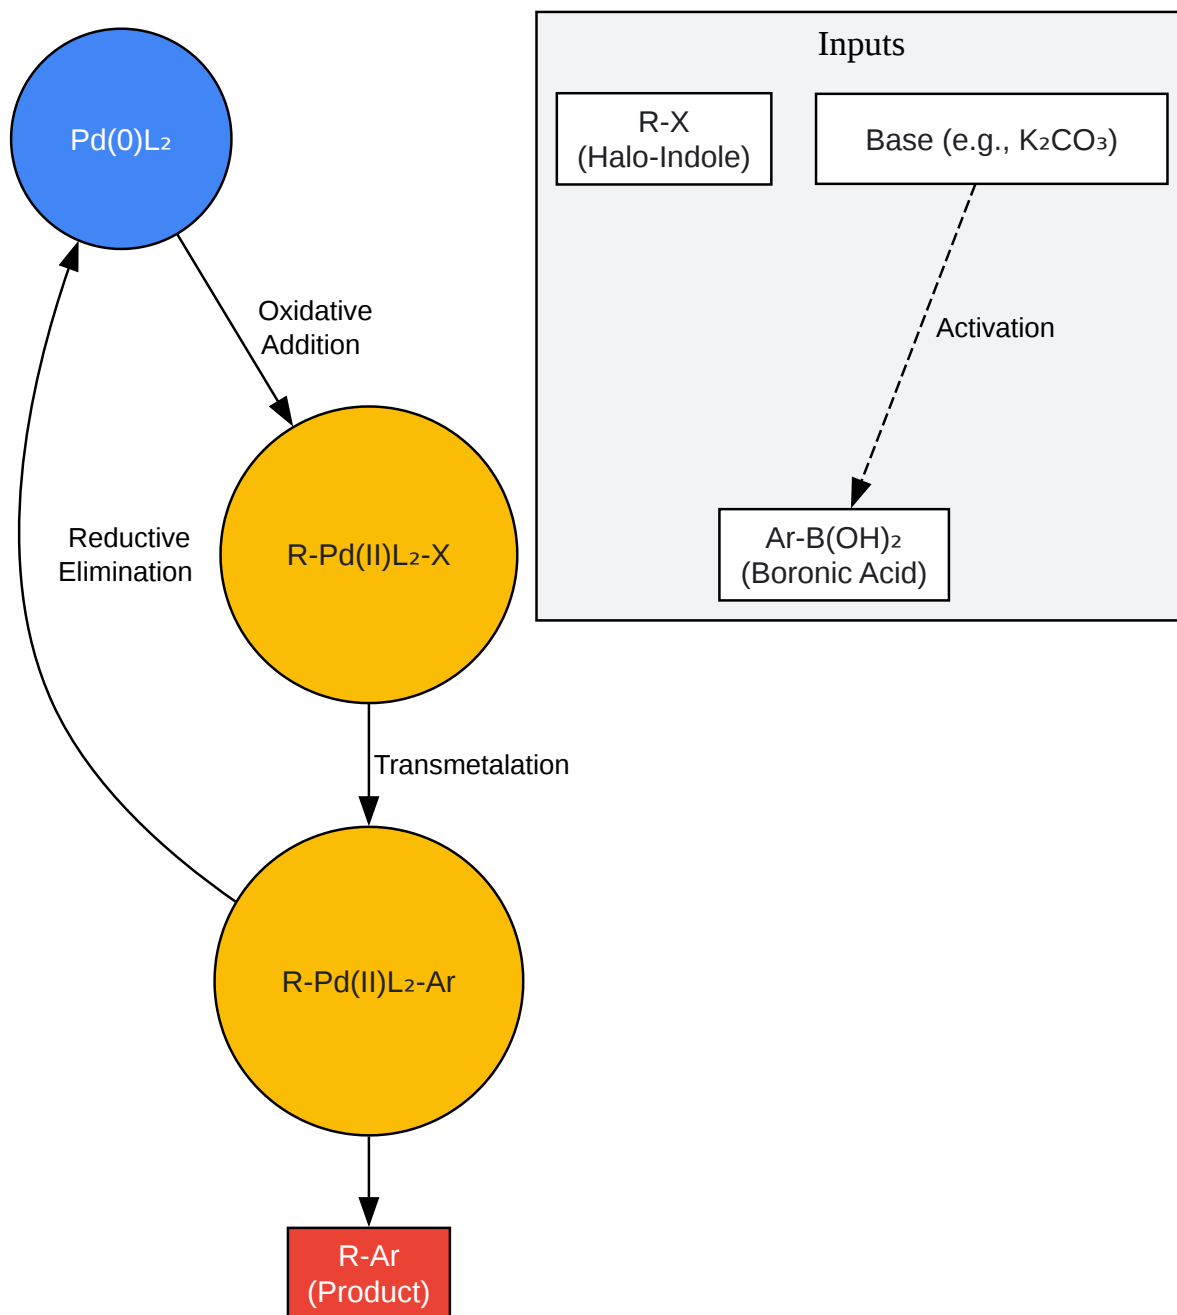 Inputs
Pd(0)L₂
R-X
(Halo-Indole)
Base (e.g., K₂CO₃)
Oxidative
Addition
Activation
Reductive
Elimination
R-Pd(II)L₂-X
Ar-B(OH)₂
(Boronic Acid)
Transmetalation
R-Pd(II)L₂-Ar
R-Ar
(Product)